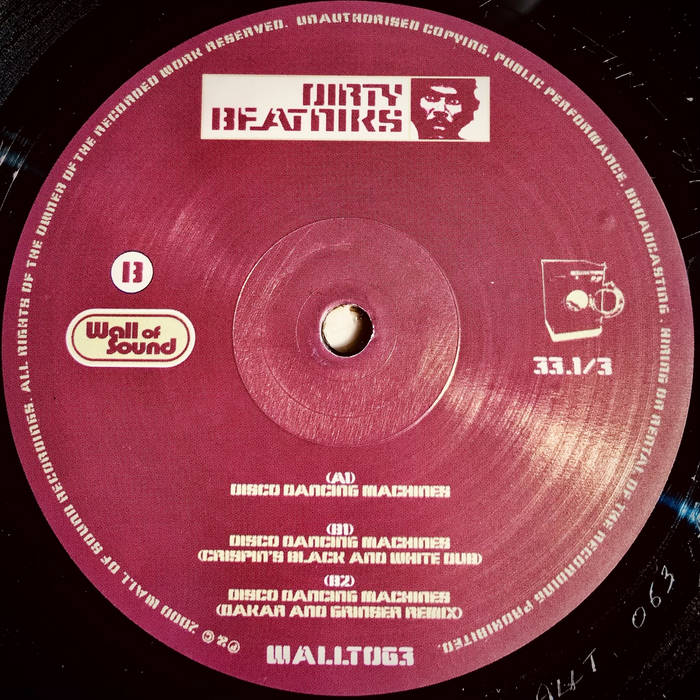 DIRTY
BEATNIKS
B
Wall of
Sound
33.1/3
(A1)
DISCO DANCING MACHINES
(B1)
DISCO DANCING MACHINES
(CRISPIN'S BLACK AND WHITE DUB)
(B2)
DISCO DANCING MACHINES
(DAKAR AND GRINSER REMIX)
WALLT063
℗ & © 2000 WALL OF SOUND RECORDINGS. ALL RIGHTS OF THE OWNER OF THE RECORDED WORK RESERVED. UNAUTHORISED COPYING, PUBLIC PERFORMANCE, BROADCASTING, HIRING OR RENTAL OF THE RECORDING PROHIBITED.
063